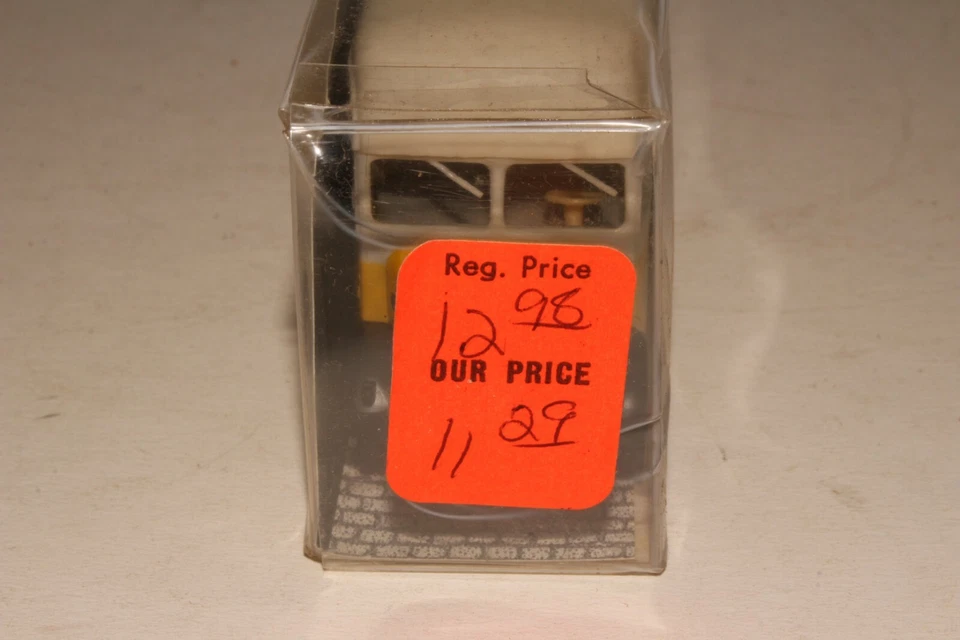 Reg. Price
12 98
OUR PRICE
11 29